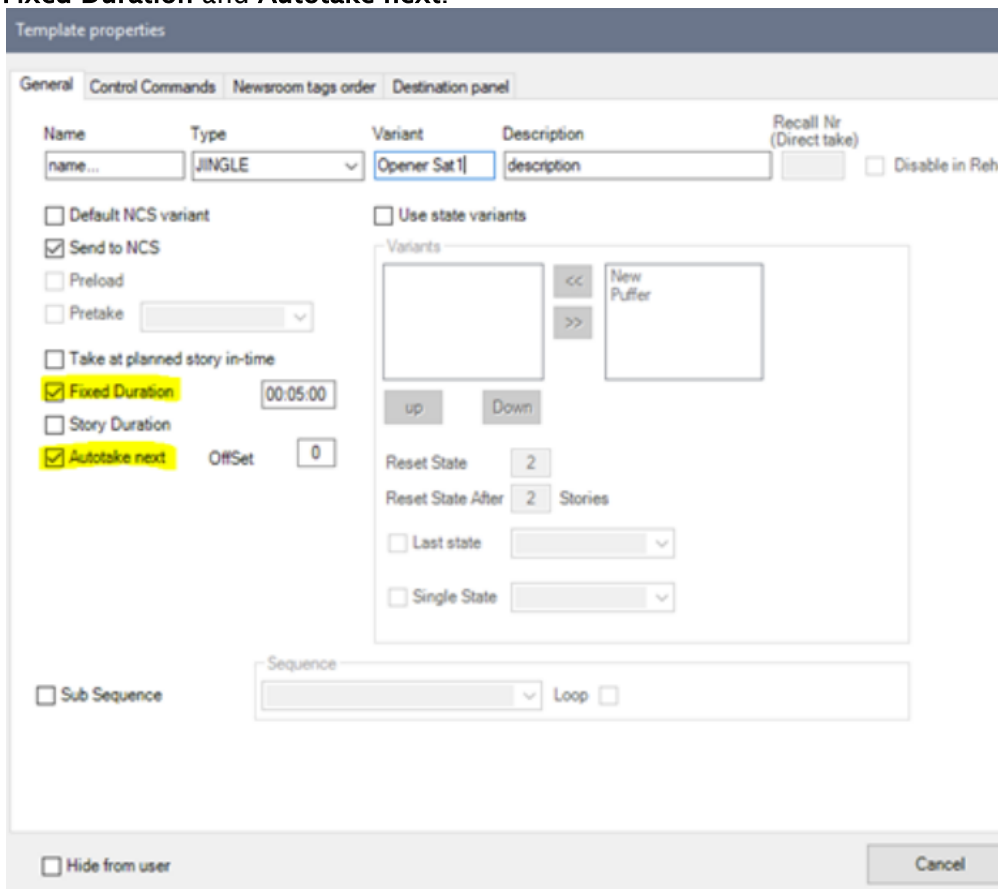 Fixed Duration and Autotake next.
Template properties
General Control Commands Newsroom tags order Destination panel
Name Type Variant Description Recall Nr (Direct take)
name... JINGLE Opener Sat1 description Disable in Reh
Default NCS variant Use state variants
Send to NCS Variants
Preload << New
Puffer
Pretake >>
Take at planned story in-time
Fixed Duration 00:05:00 up Down
Story Duration
Autotake next OffSet 0 Reset State 2
Reset State After 2 Stories
Last state
Single State
Sequence
Sub Sequence Loop
Hide from user Cancel